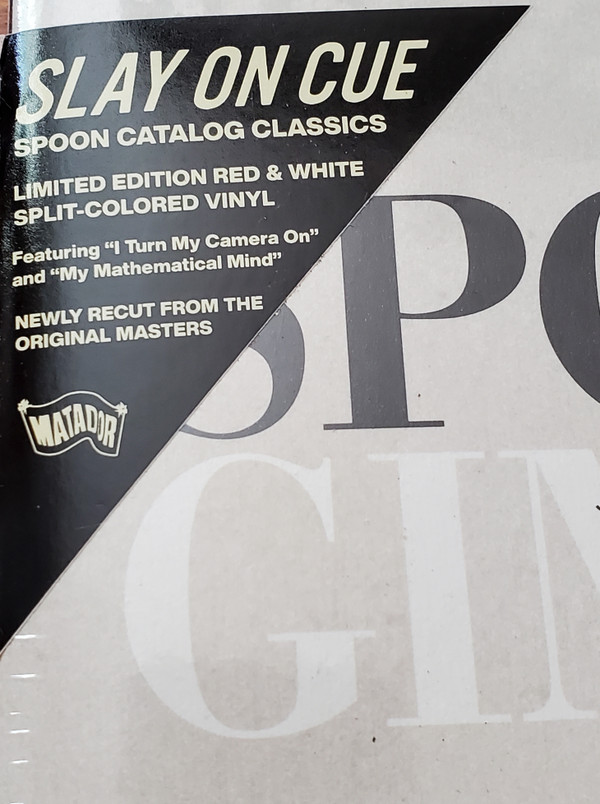 SLAY ON CUE
SPOON CATALOG CLASSICS
LIMITED EDITION RED & WHITE
SPLIT-COLORED VINYL
Featuring “I Turn My Camera On”
and “My Mathematical Mind”
NEWLY RECUT FROM THE
ORIGINAL MASTERS
MATADOR
SPO
GIM